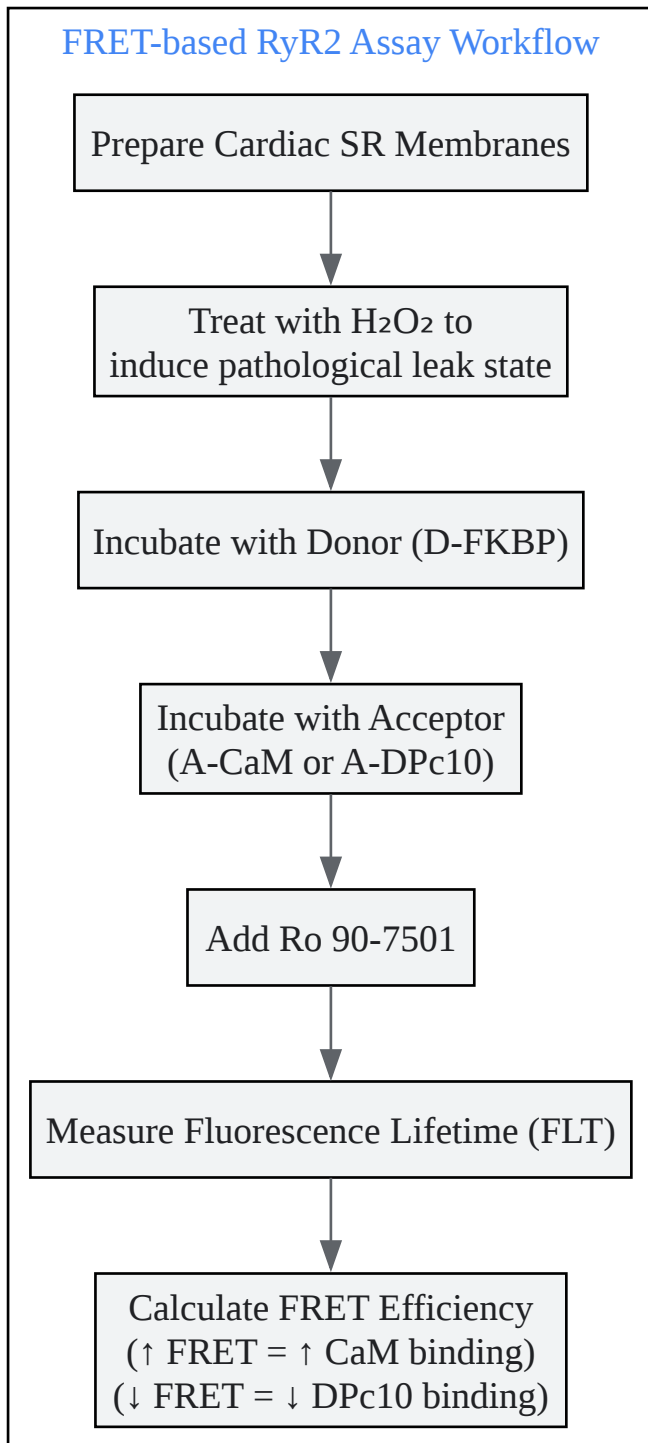 FRET-based RyR2 Assay Workflow
Prepare Cardiac SR Membranes
Treat with H₂O₂ to
induce pathological leak state
Incubate with Donor (D-FKBP)
Incubate with Acceptor
(A-CaM or A-DPc10)
Add Ro 90-7501
Measure Fluorescence Lifetime (FLT)
Calculate FRET Efficiency
(↑ FRET = ↑ CaM binding)
(↓ FRET = ↓ DPc10 binding)